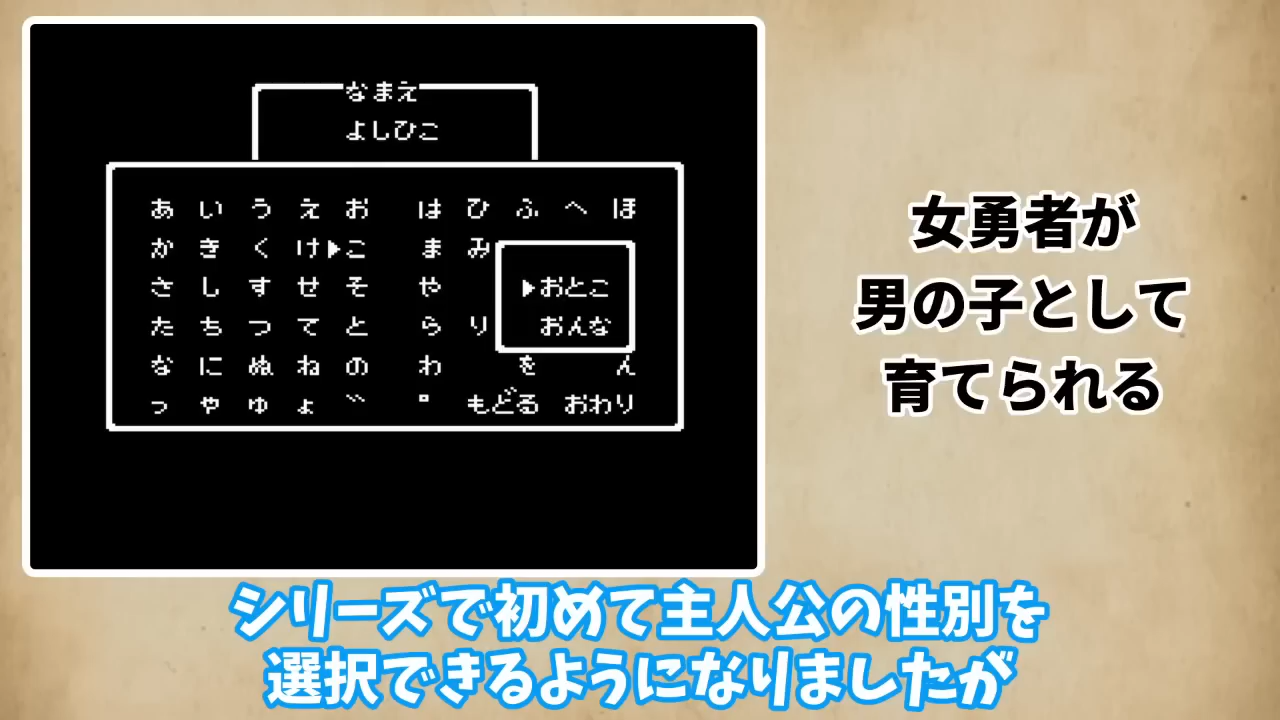 なまえ
よしひこ
あ い う え お は ひ ふ へ ほ
か き く け ▶こ ま み
さ し す せ そ や ▶おとこ
た ち つ て と ら り おんな
な に ぬ ね の わ を ん
っ ゃ ゅ ょ ゛ ゜ もどる おわり
女勇者が
男の子として
育てられる
シリーズで初めて主人公の性別を
選択できるようになりましたが